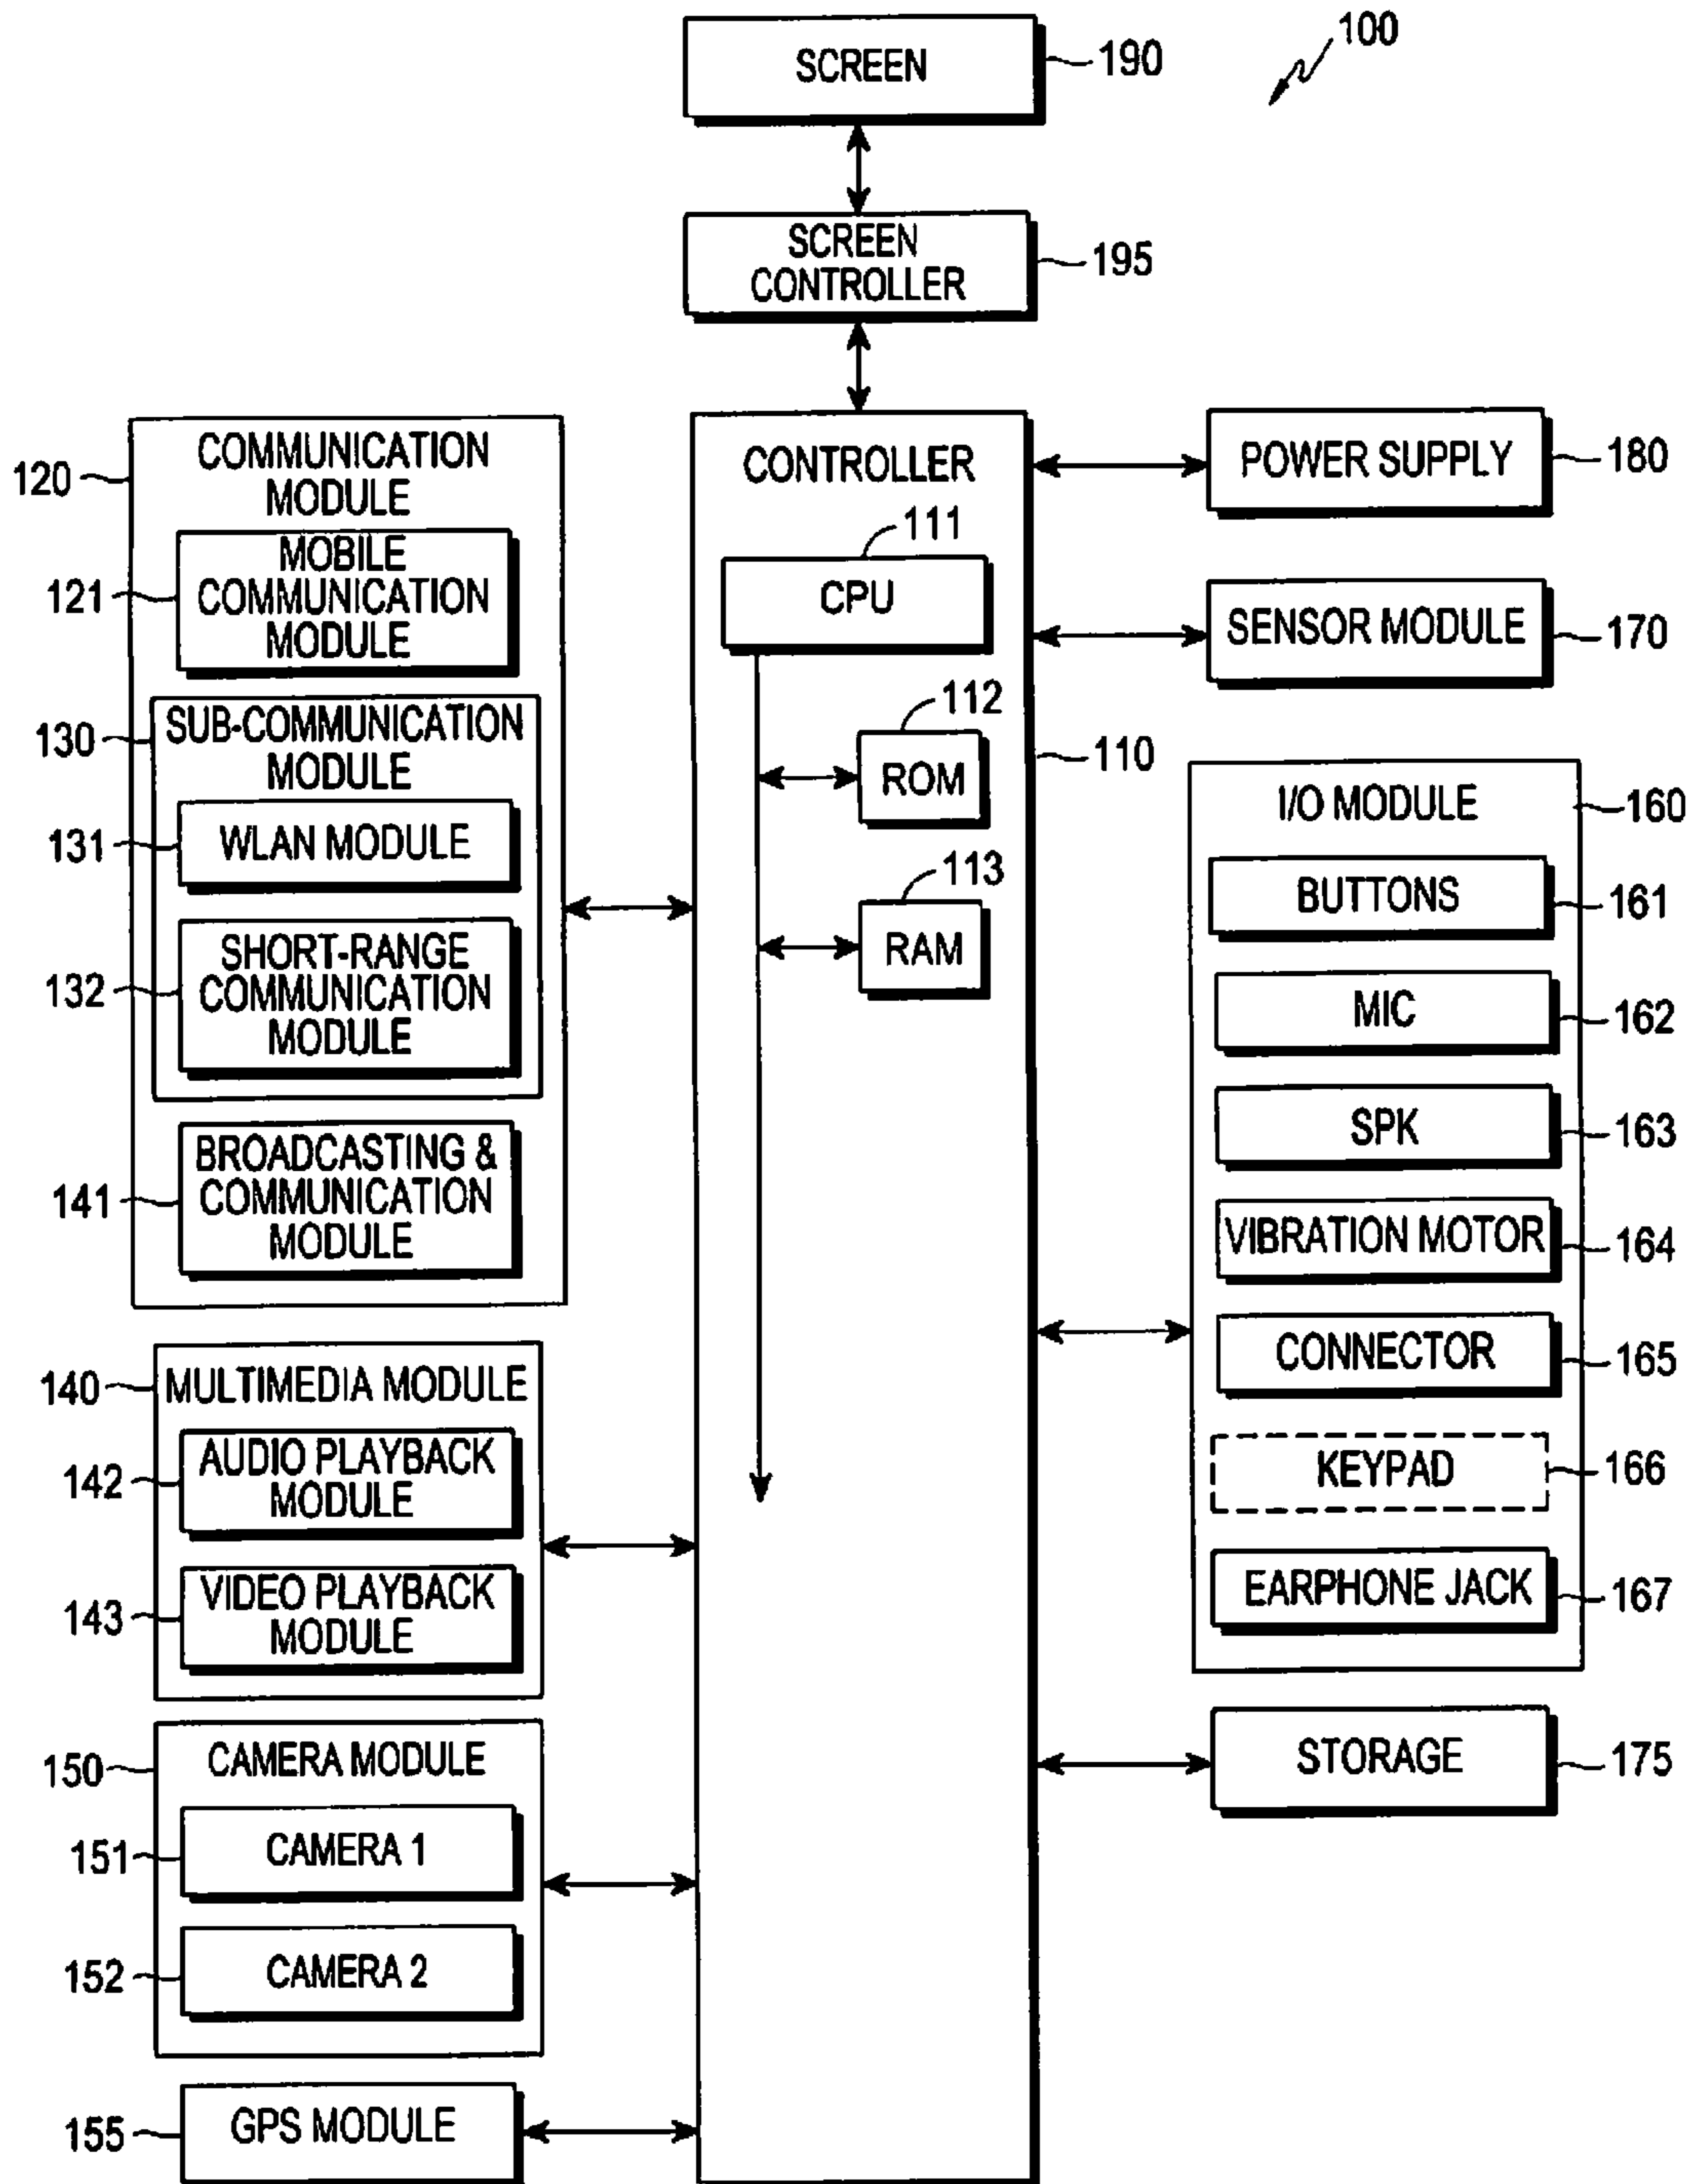 100
SCREEN
190
SCREEN
CONTROLLER
195
120
COMMUNICATION
MODULE
121
MOBILE
COMMUNICATION
MODULE
130
SUB-COMMUNICATION
MODULE
131
WLAN MODULE
132
SHORT-RANGE
COMMUNICATION
MODULE
141
BROADCASTING &
COMMUNICATION
MODULE
140
MULTIMEDIA MODULE
142
AUDIO PLAYBACK
MODULE
143
VIDEO PLAYBACK
MODULE
150
CAMERA MODULE
151
CAMERA 1
152
CAMERA 2
155
GPS MODULE
CONTROLLER
111
CPU
112
ROM
110
113
RAM
POWER SUPPLY
180
SENSOR MODULE
170
I/O MODULE
160
BUTTONS
161
MIC
162
SPK
163
VIBRATION MOTOR
164
CONNECTOR
165
KEYPAD
166
EARPHONE JACK
167
STORAGE
175